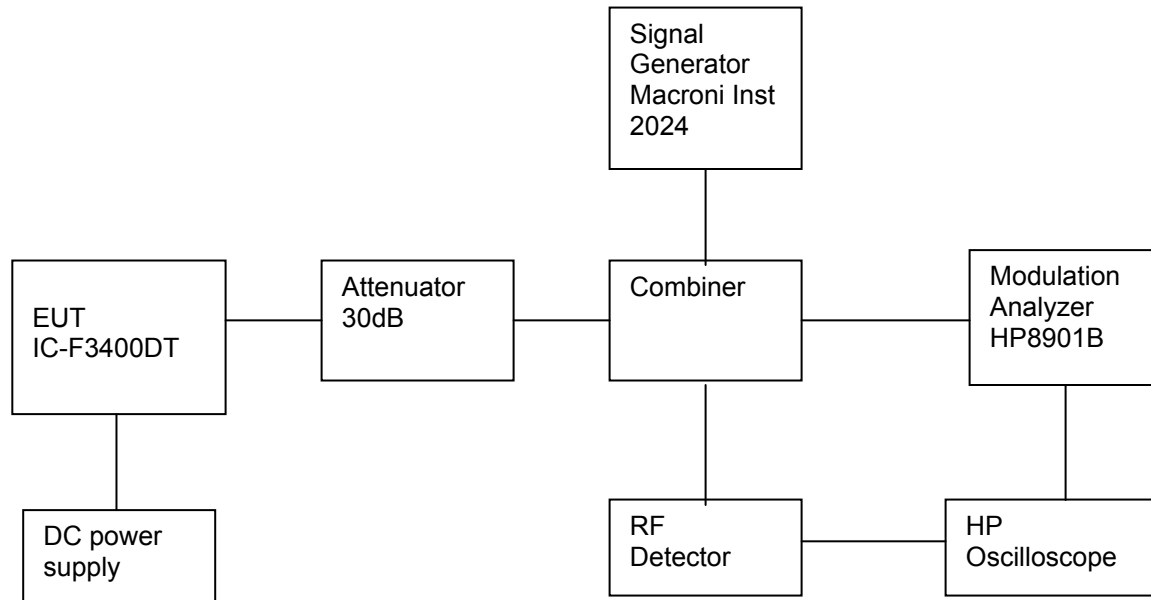 Signal
Generator
Macroni Inst
2024
EUT
IC-F3400DT
Attenuator
30dB
Combiner
Modulation
Analyzer
HP8901B
DC power
supply
RF
Detector
HP
Oscilloscope